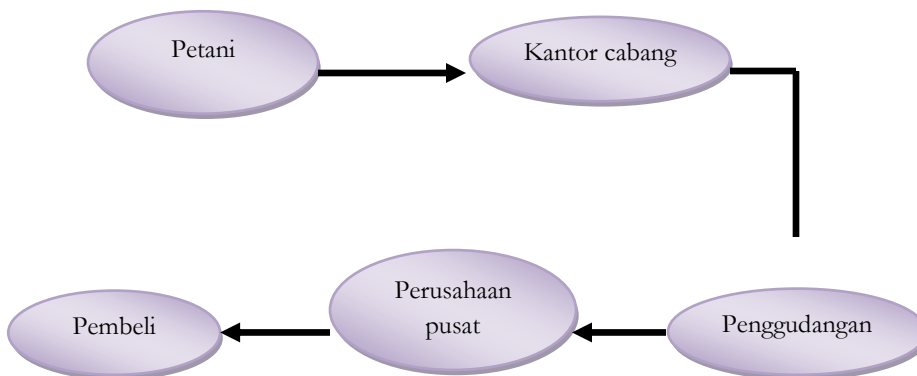 Petani
Kantor cabang
Pembeli
Perusahaan
pusat
Penggudangan